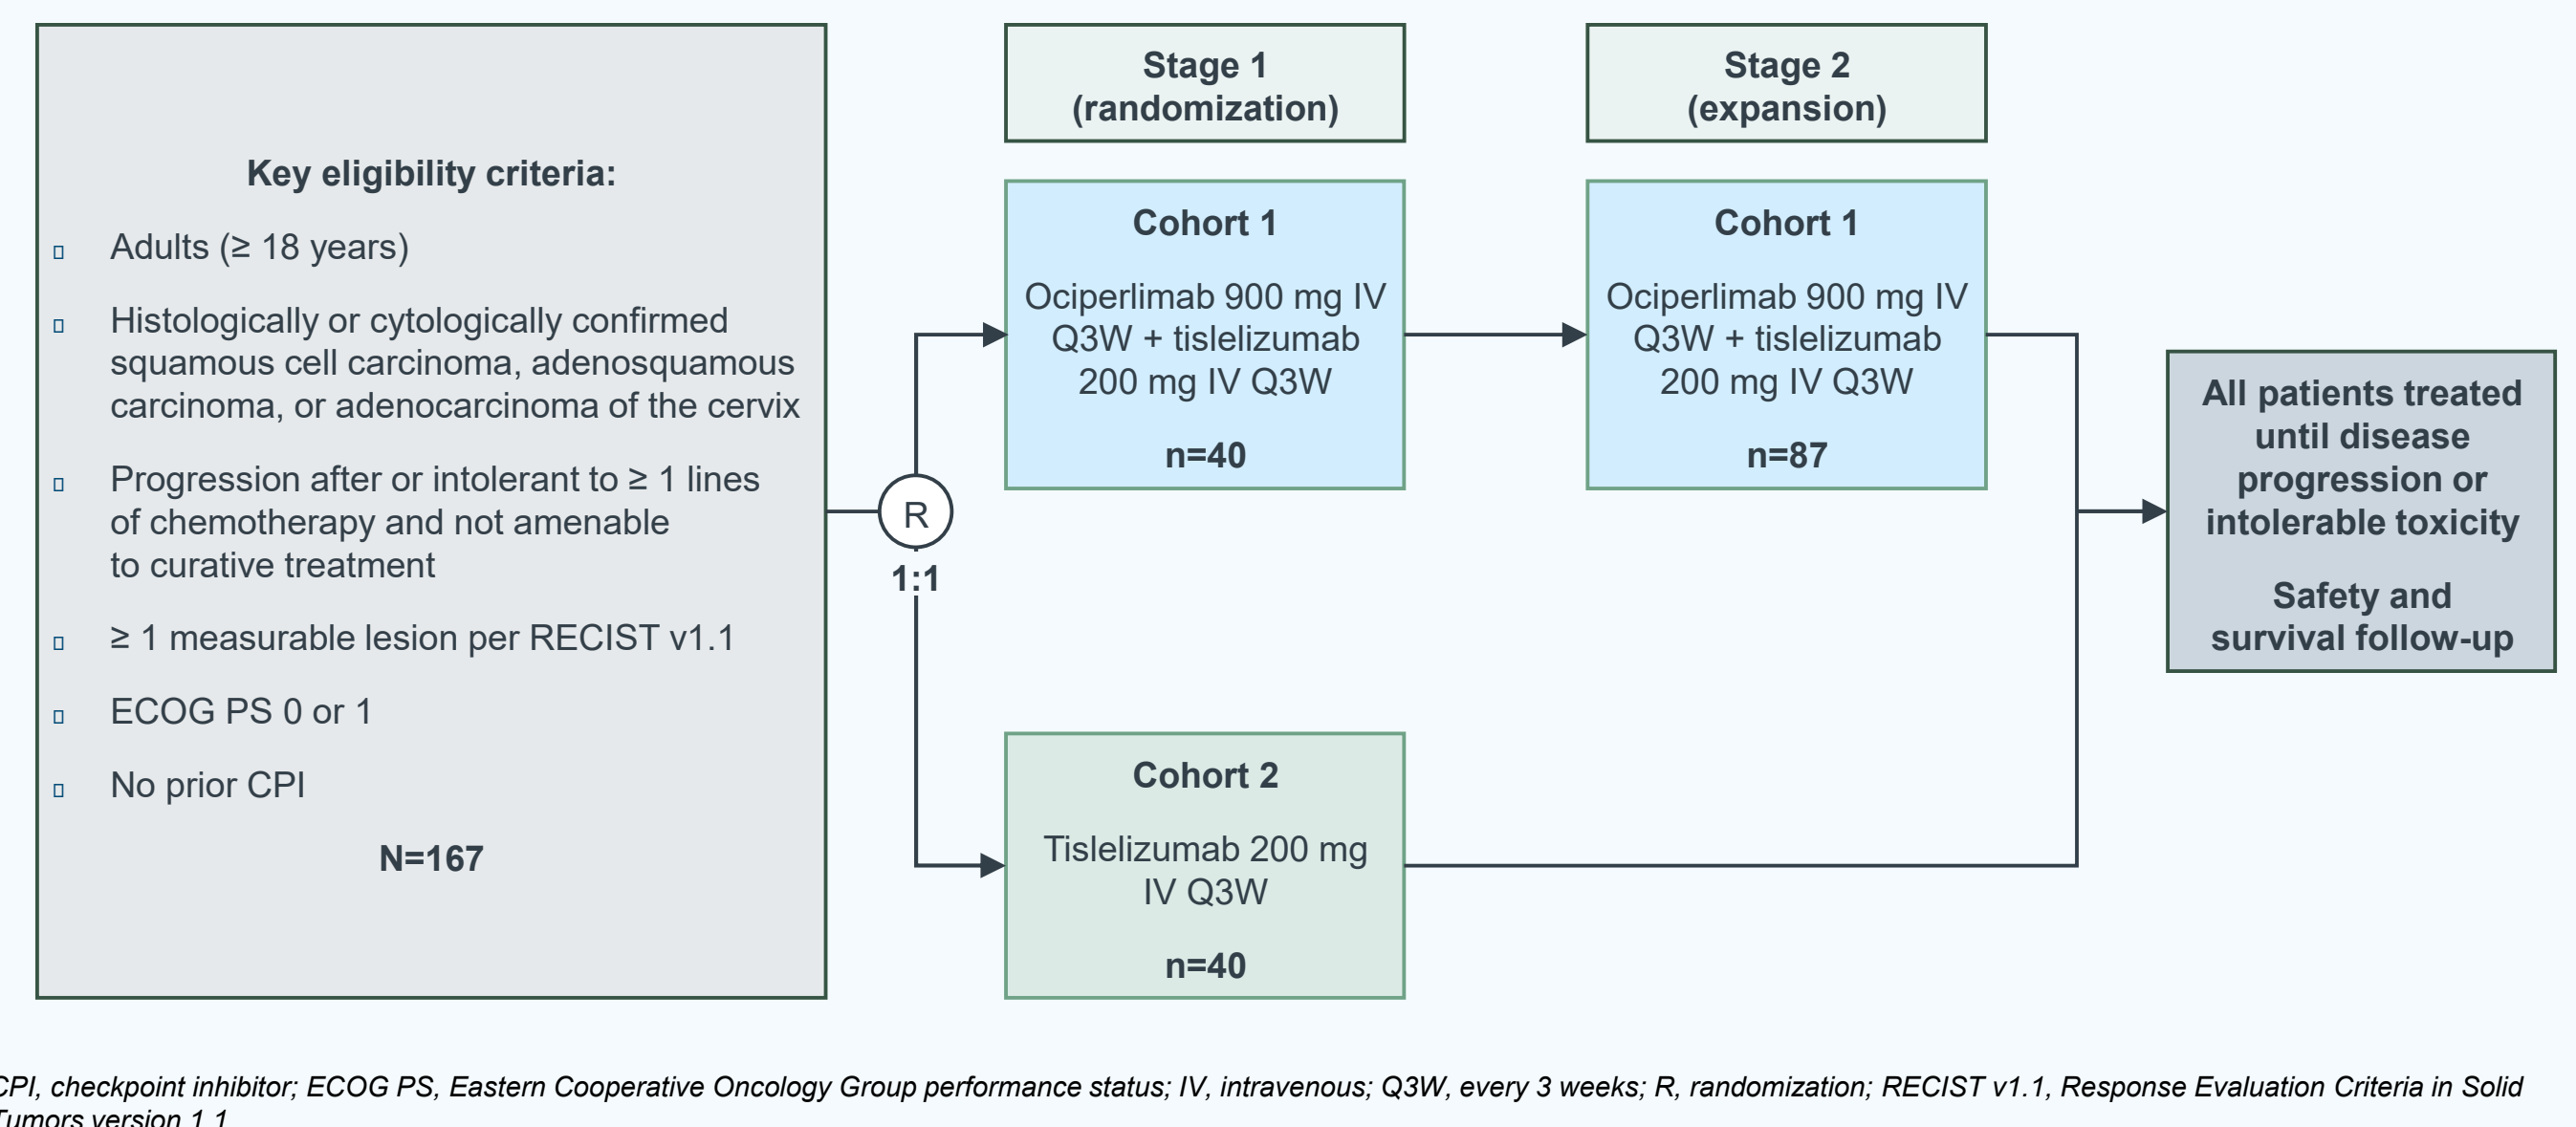 Key eligibility criteria:
Adults (≥ 18 years)
Histologically or cytologically confirmed
squamous cell carcinoma, adenosquamous
carcinoma, or adenocarcinoma of the cervix
Progression after or intolerant to ≥ 1 lines
of chemotherapy and not amenable
to curative treatment
≥ 1 measurable lesion per RECIST v1.1
ECOG PS 0 or 1
No prior CPI
N=167
R
1:1
Stage 1
(randomization)
Cohort 1
Ociperlimab 900 mg IV
Q3W + tislelizumab
200 mg IV Q3W
n=40
Cohort 2
Tislelizumab 200 mg
IV Q3W
n=40
Stage 2
(expansion)
Cohort 1
Ociperlimab 900 mg IV
Q3W + tislelizumab
200 mg IV Q3W
n=87
All patients treated
until disease
progression or
intolerable toxicity
Safety and
survival follow-up
CPI, checkpoint inhibitor; ECOG PS, Eastern Cooperative Oncology Group performance status; IV, intravenous; Q3W, every 3 weeks; R, randomization; RECIST v1.1, Response Evaluation Criteria in Solid
Tumors version 1.1